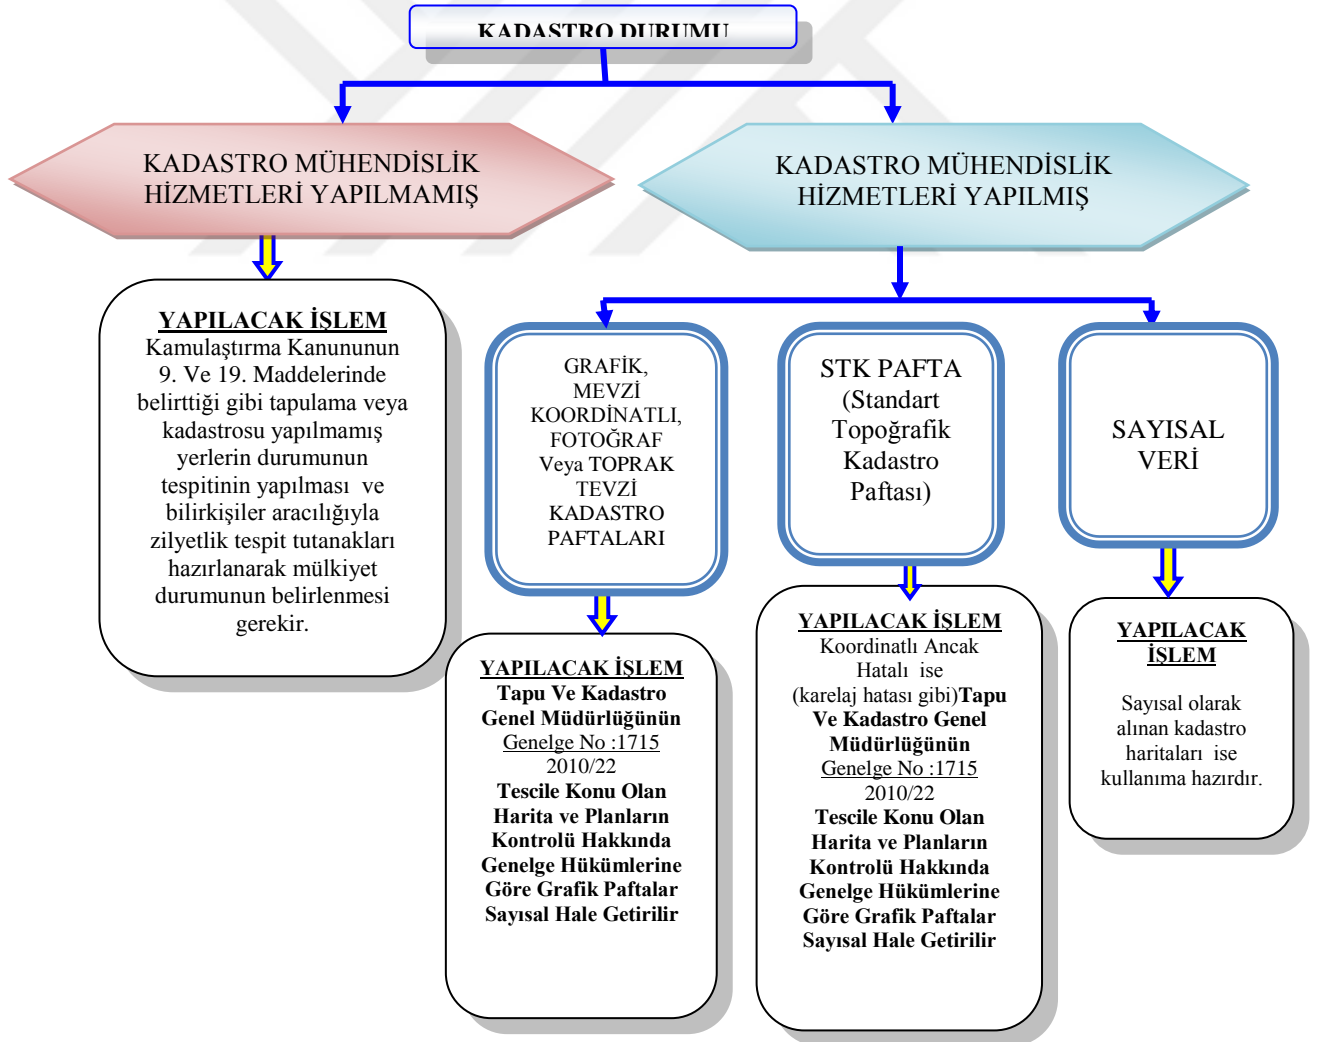 KADASTRO DURUMU
KADASTRO MÜHENDİSLİK
HİZMETLERİ YAPILMAMIŞ
KADASTRO MÜHENDİSLİK
HİZMETLERİ YAPILMIŞ
YAPILACAK İŞLEM
Kamulaştırma Kanununun
9. Ve 19. Maddelerinde
belirttiği gibi tapulama veya
kadastrosu yapılmamış
yerlerin durumunun
tespitinin yapılması ve
bilirkişiler aracılığıyla
zilyetlik tespit tutanakları
hazırlanarak mülkiyet
durumunun belirlenmesi
gerekir.
GRAFİK,
MEVZİ
KOORDİNATLI,
FOTOĞRAF
Veya TOPRAK
TEVZİ
KADASTRO
PAFTALARI
STK PAFTA
(Standart
Topoğrafik
Kadastro
Paftası)
SAYISAL
VERİ
YAPILACAK İŞLEM
Tapu Ve Kadastro
Genel Müdürlüğünün
Genelge No :1715
2010/22
Tescile Konu Olan
Harita ve Planların
Kontrolü Hakkında
Genelge Hükümlerine
Göre Grafik Paftalar
Sayısal Hale Getirilir
YAPILACAK İŞLEM
Koordinatlı Ancak
Hatalı ise
(karelaj hatası gibi)Tapu
Ve Kadastro Genel
Müdürlüğünün
Genelge No :1715
2010/22
Tescile Konu Olan
Harita ve Planların
Kontrolü Hakkında
Genelge Hükümlerine
Göre Grafik Paftalar
Sayısal Hale Getirilir
YAPILACAK
İŞLEM
Sayısal olarak
alınan kadastro
haritaları ise
kullanıma hazırdır.